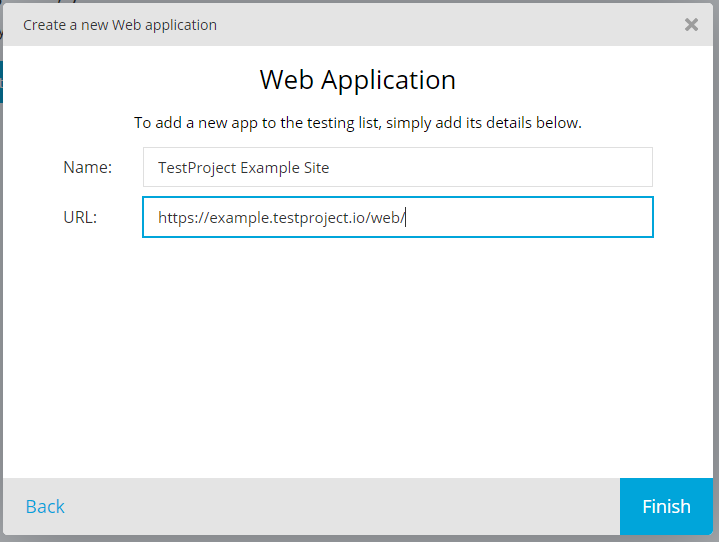 Create a new Web application
Web Application
To add a new app to the testing list, simply add its details below.
Name: TestProject Example Site
URL: https://example.testproject.io/web/
Back Finish